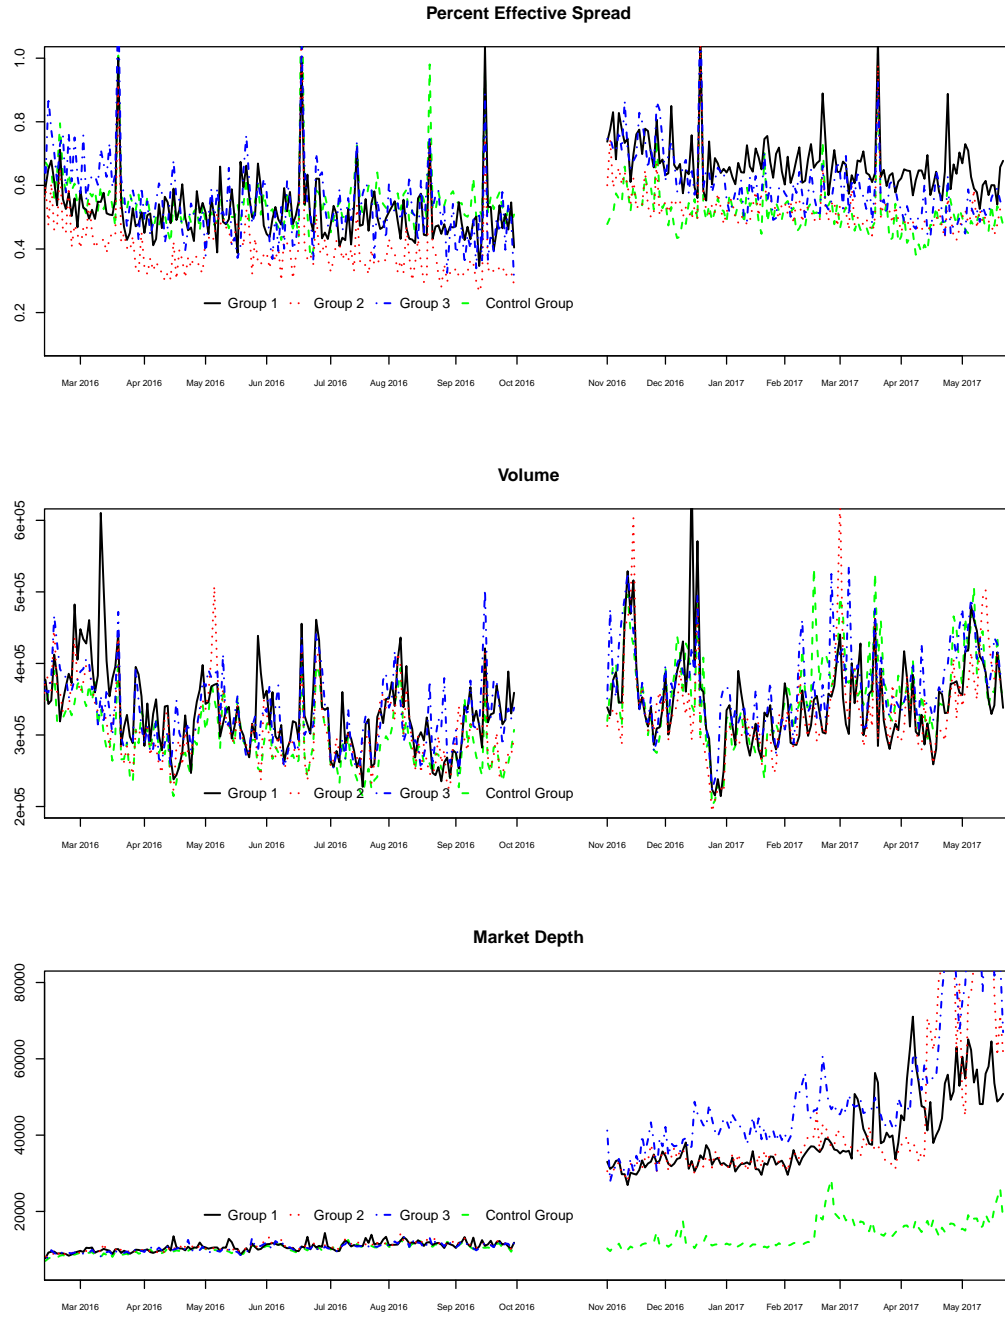 Percent Effective Spread
1.0
0.8
0.6
0.4
0.2
Group 1 Group 2 Group 3 Control Group
Mar 2016 Apr 2016 May 2016 Jun 2016 Jul 2016 Aug 2016 Sep 2016 Oct 2016 Nov 2016 Dec 2016 Jan 2017 Feb 2017 Mar 2017 Apr 2017 May 2017
Volume
6e+05
5e+05
4e+05
3e+05
2e+05
Group 1 Group 2 Group 3 Control Group
Mar 2016 Apr 2016 May 2016 Jun 2016 Jul 2016 Aug 2016 Sep 2016 Oct 2016 Nov 2016 Dec 2016 Jan 2017 Feb 2017 Mar 2017 Apr 2017 May 2017
Market Depth
80000
60000
40000
20000
Group 1 Group 2 Group 3 Control Group
Mar 2016 Apr 2016 May 2016 Jun 2016 Jul 2016 Aug 2016 Sep 2016 Oct 2016 Nov 2016 Dec 2016 Jan 2017 Feb 2017 Mar 2017 Apr 2017 May 2017